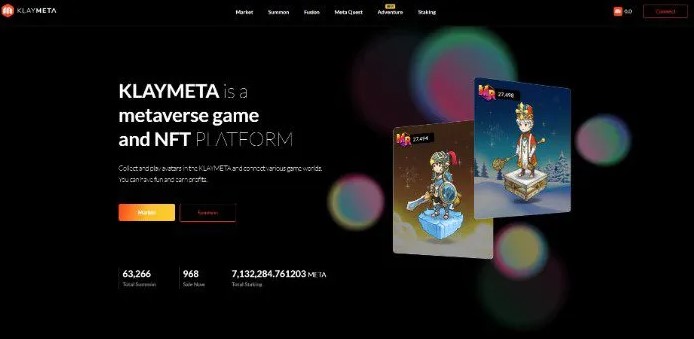 KLAYMETA
Market Summon Fusion Meta Quest Adventure Staking
6.0 Connect
KLAYMETA is a
metaverse game
and NFT PLATFORM
Collect and play avatars in the KLAYMETA and connect various game worlds.
You can have fun and earn profits.
Market Summon
63,266 968 7,132,284.761203 META
Total Summon Sale Now Total Staking
27,498
27,494